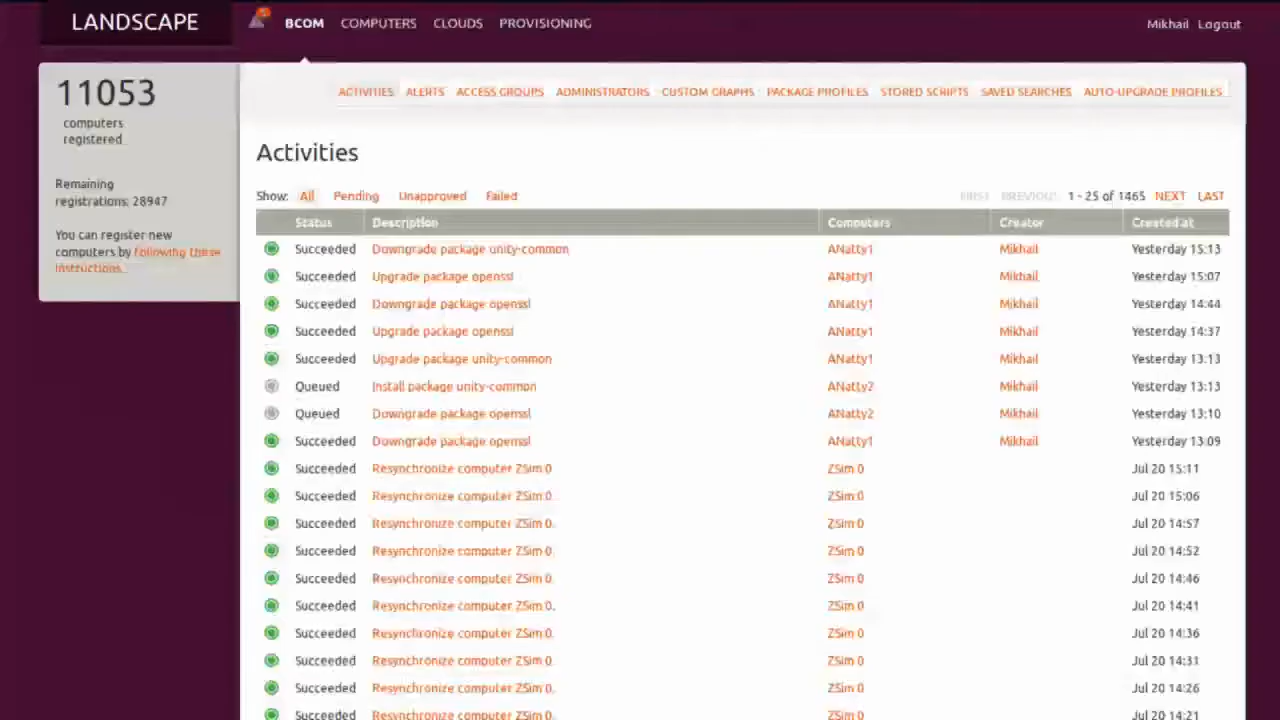 LANDSCAPE BCOM COMPUTERS CLOUDS PROVISIONING Mikhail Logout
11053
computers
registered
Remaining
registrations: 28947
You can register new
computers by following these
instructions.
ACTIVITIES ALERTS ACCESS GROUPS ADMINISTRATORS CUSTOM GRAPHS PACKAGE PROFILES STORED SCRIPTS SAVED SEARCHES AUTO-UPGRADE PROFILES
Activities
Show: All Pending Unapproved Failed FIRST PREVIOUS 1 - 25 of 1465 NEXT LAST
Status Description Computers Creator Created at
Succeeded Downgrade package unity-common ANatty1 Mikhail Yesterday 15:13
Succeeded Upgrade package openssl ANatty1 Mikhail Yesterday 15:07
Succeeded Downgrade package openssl ANatty1 Mikhail Yesterday 14:44
Succeeded Upgrade package openssl ANatty1 Mikhail Yesterday 14:37
Succeeded Upgrade package unity-common ANatty1 Mikhail Yesterday 13:13
Queued Install package unity-common ANatty2 Mikhail Yesterday 13:13
Queued Downgrade package openssl ANatty2 Mikhail Yesterday 13:10
Succeeded Downgrade package openssl ANatty1 Mikhail Yesterday 13:09
Succeeded Resynchronize computer ZSim 0. ZSim 0 Jul 20 15:11
Succeeded Resynchronize computer ZSim 0. ZSim 0 Jul 20 15:06
Succeeded Resynchronize computer ZSim 0. ZSim 0 Jul 20 14:57
Succeeded Resynchronize computer ZSim 0. ZSim 0 Jul 20 14:52
Succeeded Resynchronize computer ZSim 0. ZSim 0 Jul 20 14:46
Succeeded Resynchronize computer ZSim 0. ZSim 0 Jul 20 14:41
Succeeded Resynchronize computer ZSim 0. ZSim 0 Jul 20 14:36
Succeeded Resynchronize computer ZSim 0. ZSim 0 Jul 20 14:31
Succeeded Resynchronize computer ZSim 0. ZSim 0 Jul 20 14:26
Succeeded Resynchronize computer ZSim 0. ZSim 0 Jul 20 14:21